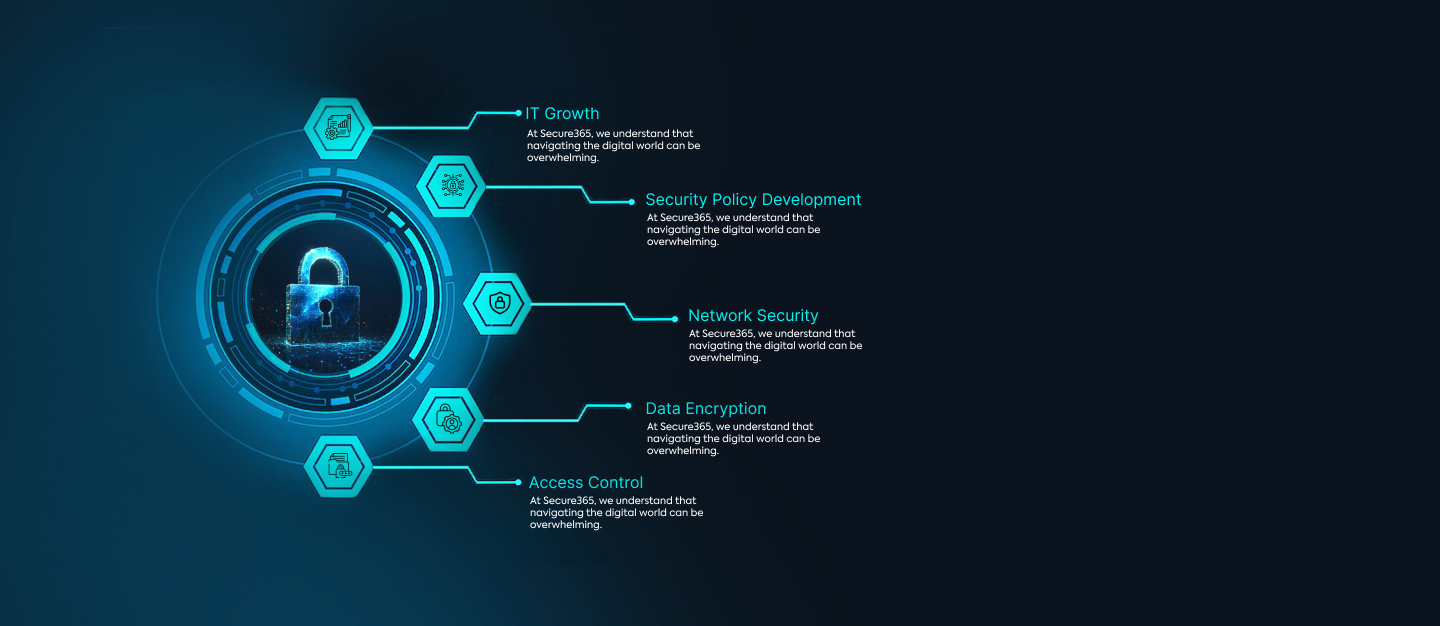 IT Growth
At Secure365, we understand that
navigating the digital world can be
overwhelming.
Security Policy Development
At Secure365, we understand that
navigating the digital world can be
overwhelming.
Network Security
At Secure365, we understand that
navigating the digital world can be
overwhelming.
Data Encryption
At Secure365, we understand that
navigating the digital world can be
overwhelming.
Access Control
At Secure365, we understand that
navigating the digital world can be
overwhelming.